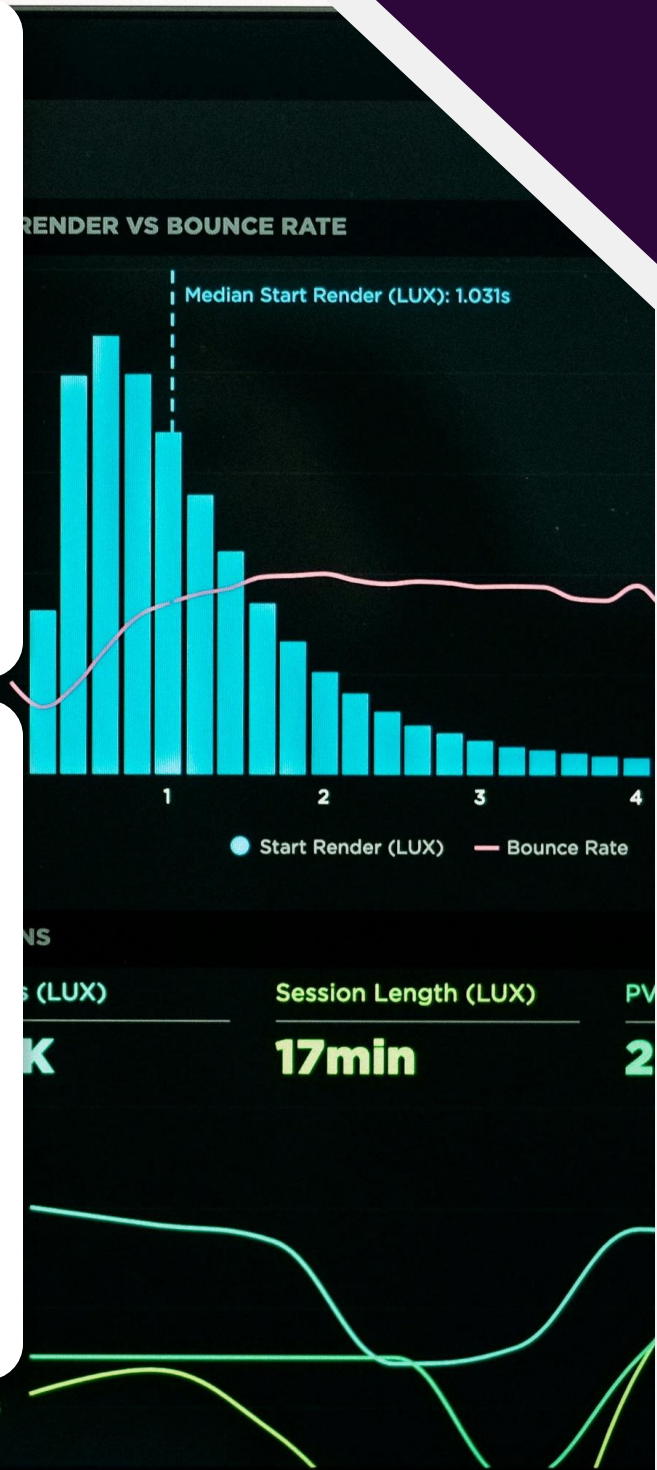 RENDER VS BOUNCE RATE
Median Start Render (LUX): 1.031s
1 2 3 4
Start Render (LUX) Bounce Rate
NS
s (LUX) Session Length (LUX) PV
K 17min 2